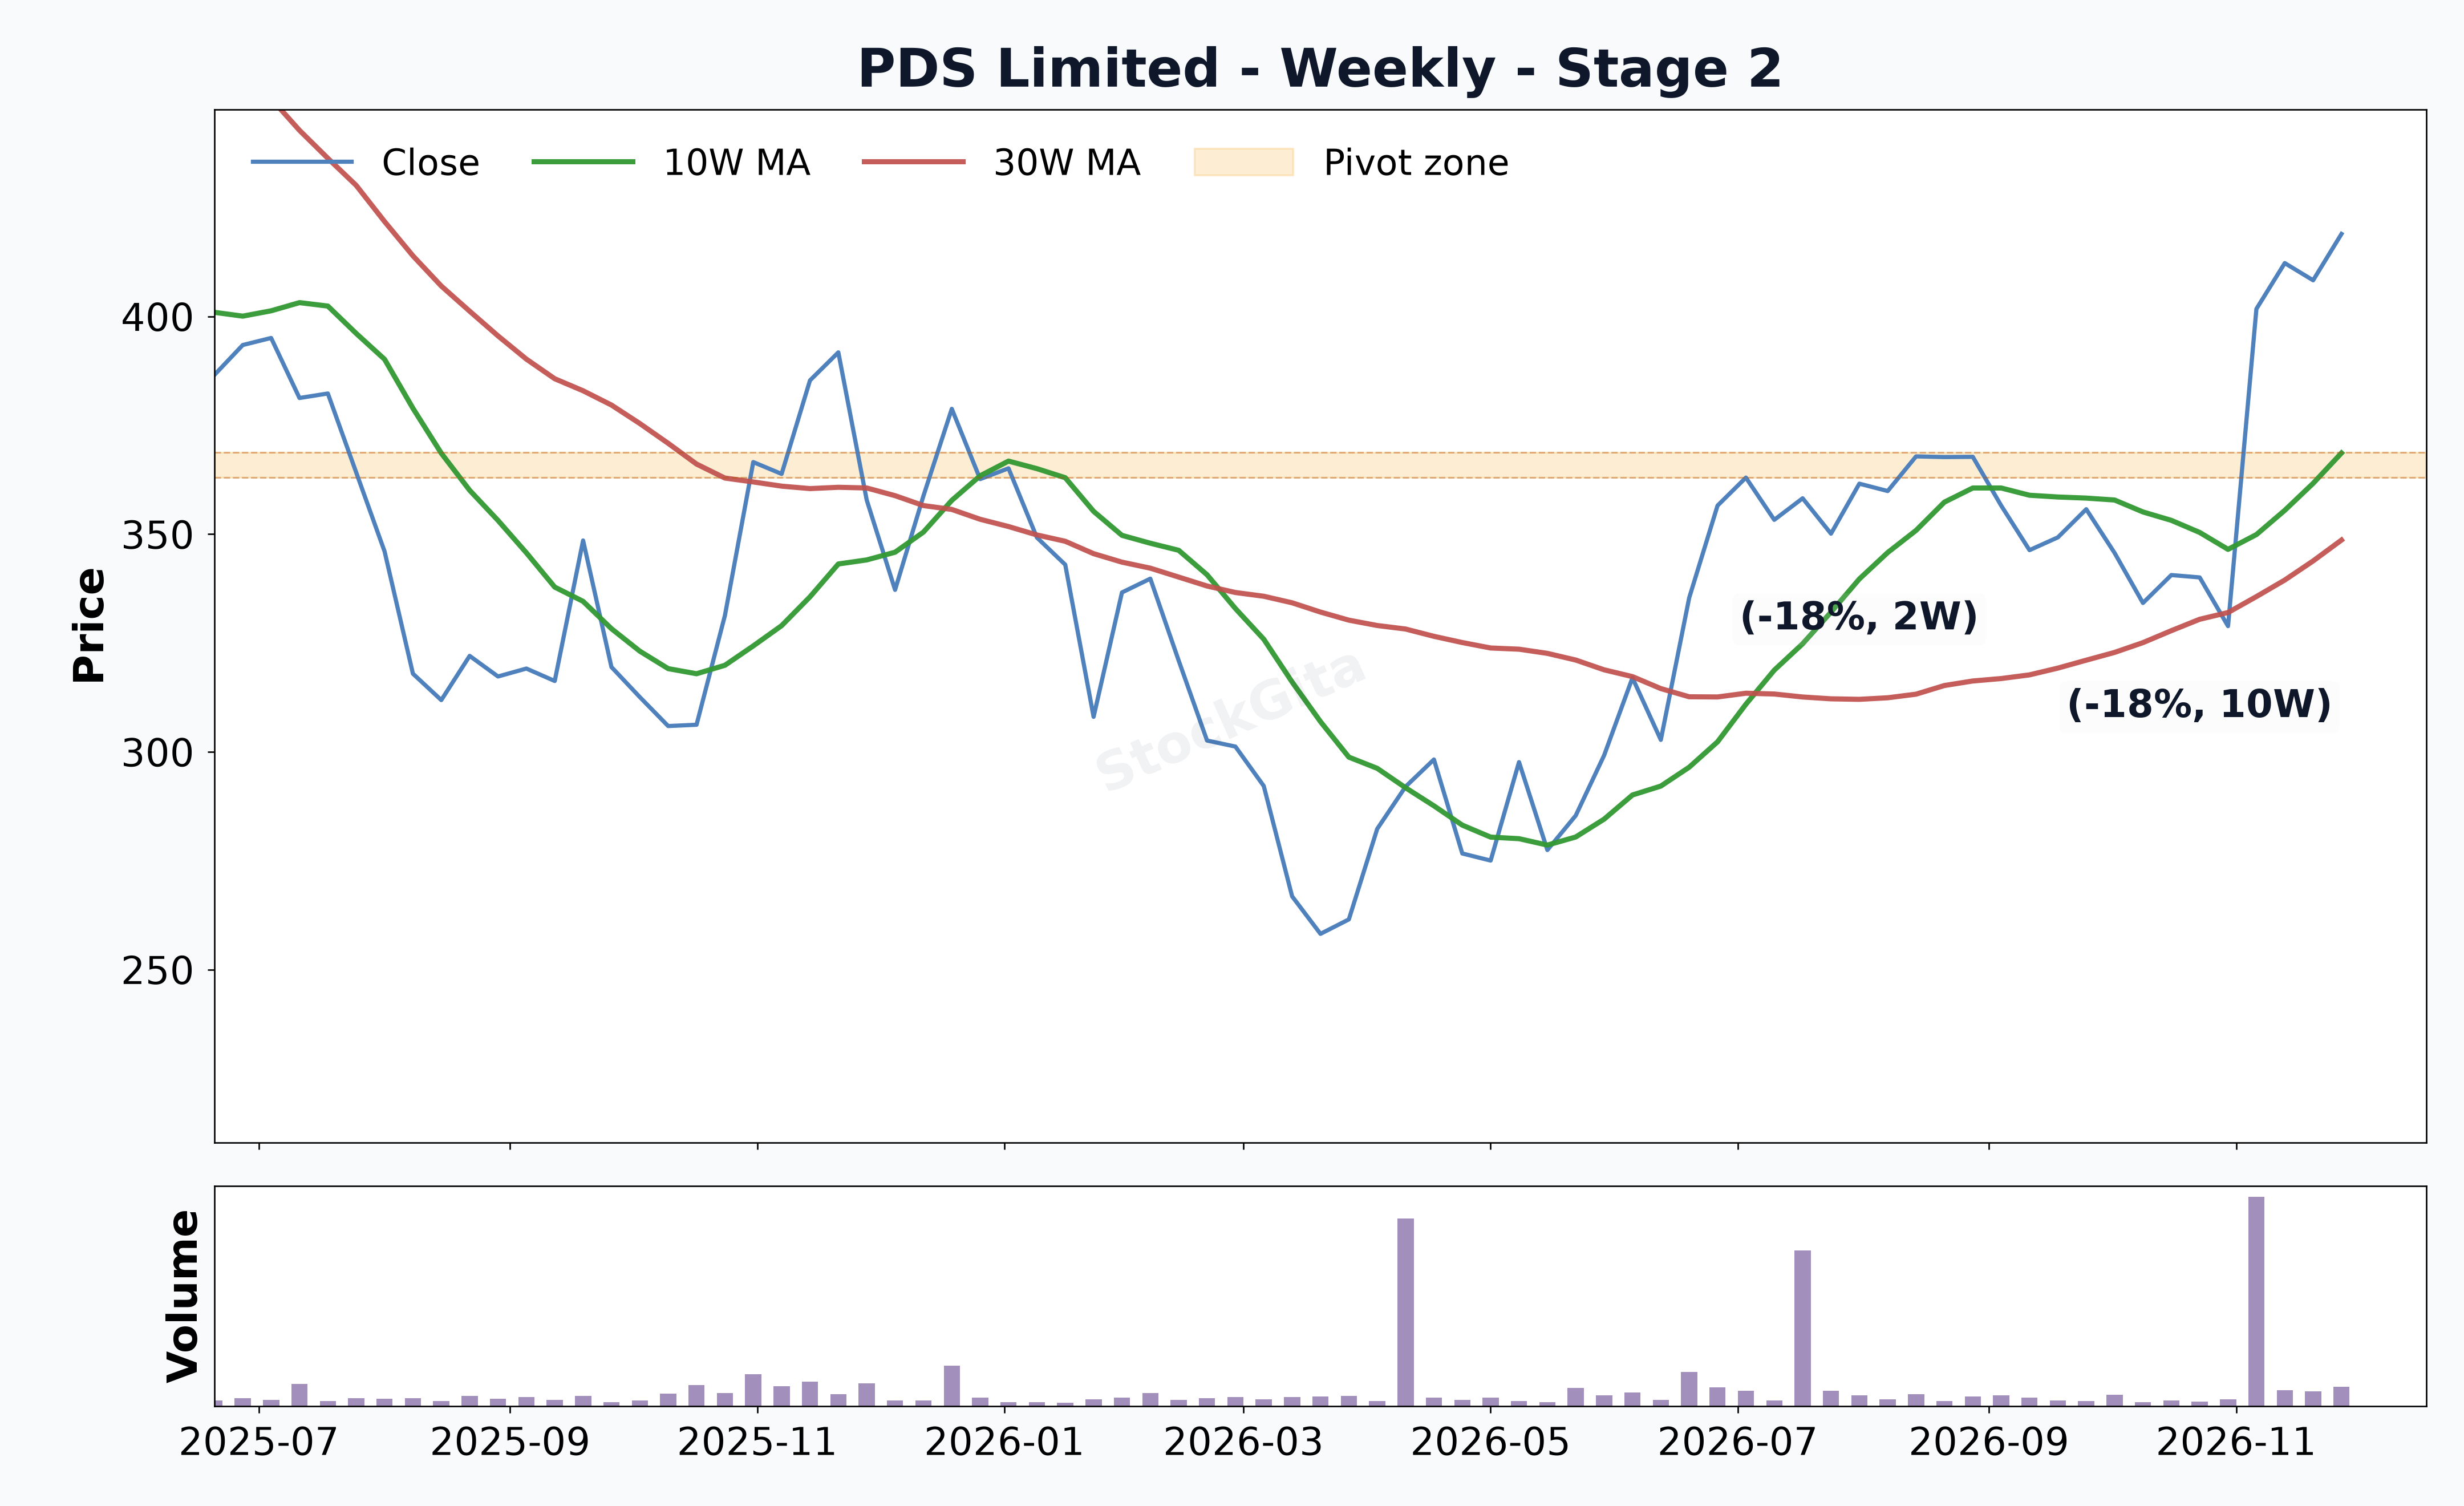 PDS Limited - Weekly - Stage 2
Close 10W MA 30W MA Pivot zone
Price
400
350
300
250
(-18%, 2W)
(-18%, 10W)
StockGita
Volume
2025-07 2025-09 2025-11 2026-01 2026-03 2026-05 2026-07 2026-09 2026-11